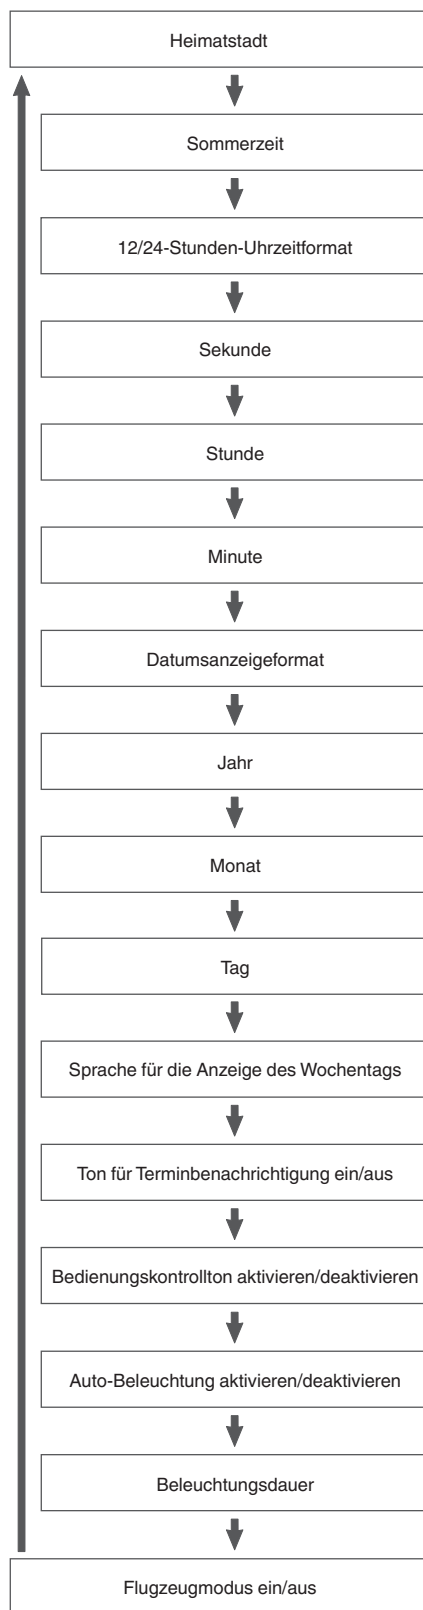 Heimatstadt
Sommerzeit
12/24-Stunden-Uhrzeitformat
Sekunde
Stunde
Minute
Datumsanzeigeformat
Jahr
Monat
Tag
Sprache für die Anzeige des Wochentags
Ton für Terminbenachrichtigung ein/aus
Bedienungskontrollton aktivieren/deaktivieren
Auto-Beleuchtung aktivieren/deaktivieren
Beleuchtungsdauer
Flugzeugmodus ein/aus